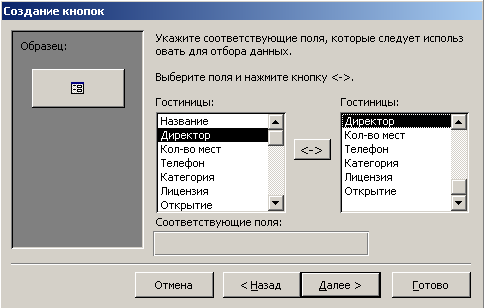 Создание кнопок
Образец:
Укажите соответствующие поля, которые следует использ
овать для отбора данных.
Выберите поля и нажмите кнопку <->.
Гостиницы:
Название
Директор
Кол-во мест
Телефон
Категория
Лицензия
Открытие
<->
Гостиницы:
Директор
Кол-во мест
Телефон
Категория
Лицензия
Открытие
Соответствующие поля:
Отмена
< Назад
Далее >
Готово